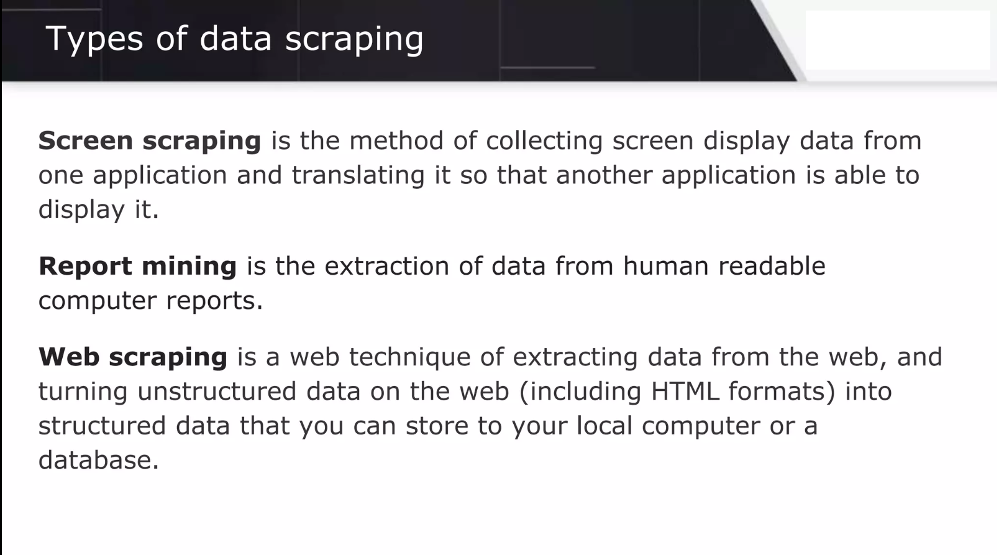 Types of data scraping
Screen scraping is the method of collecting screen display data from
one application and translating it so that another application is able to
display it.
Report mining is the extraction of data from human readable
computer reports.
Web scraping is a web technique of extracting data from the web, and
turning unstructured data on the web (including HTML formats) into
structured data that you can store to your local computer or a
database.